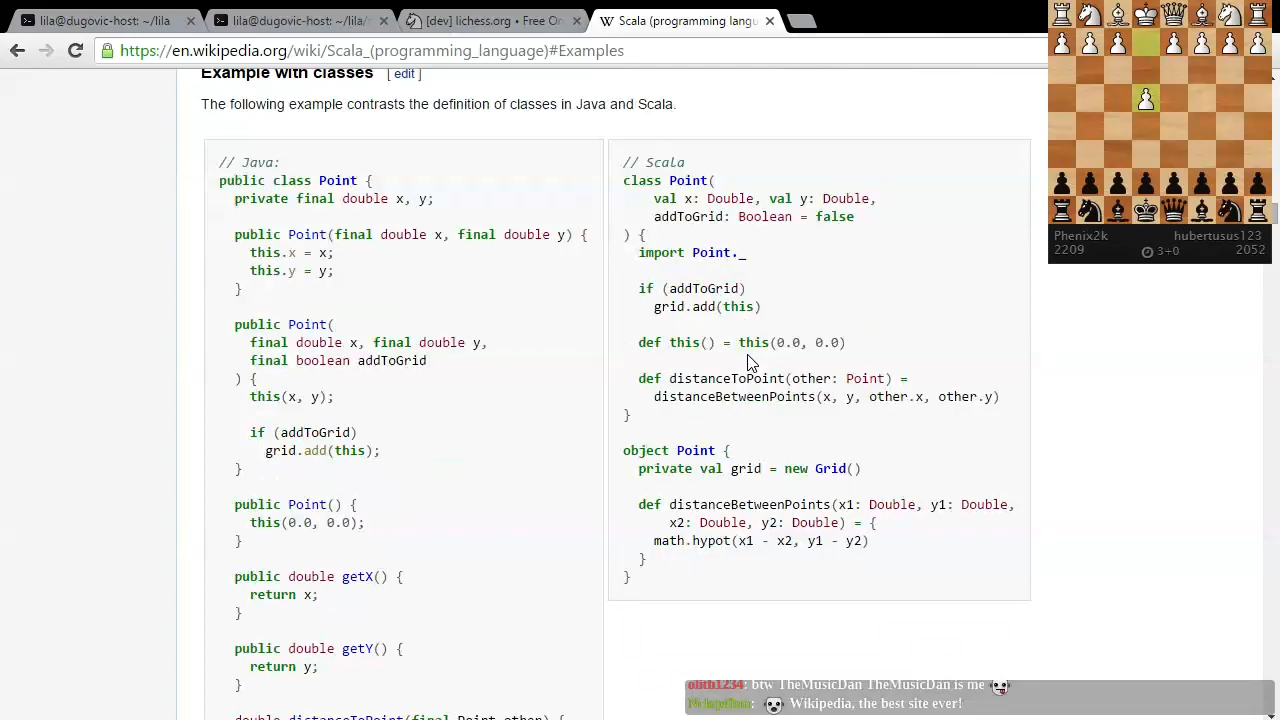 lila@dugovic-host: ~/lila
lila@dugovic-host: ~/lila/
[dev] lichess.org • Free On
Scala (programming langu
https://en.wikipedia.org/wiki/Scala_(programming_language)#Examples
Example with classes [ edit ]
The following example contrasts the definition of classes in Java and Scala.
// Java:
public class Point {
private final double x, y;
public Point(final double x, final double y) {
this.x = x;
this.y = y;
}
public Point(
final double x, final double y,
final boolean addToGrid
) {
this(x, y);
if (addToGrid)
grid.add(this);
}
public Point() {
this(0.0, 0.0);
}
public double getX() {
return x;
}
public double getY() {
return y;
}
double distanceToPoint(final Point other) {
// Scala
class Point(
val x: Double, val y: Double,
addToGrid: Boolean = false
) {
import Point._
if (addToGrid)
grid.add(this)
def this() = this(0.0, 0.0)
def distanceToPoint(other: Point) =
distanceBetweenPoints(x, y, other.x, other.y)
}
object Point {
private val grid = new Grid()
def distanceBetweenPoints(x1: Double, y1: Double,
x2: Double, y2: Double) = {
math.hypot(x1 - x2, y1 - y2)
}
}
Phenix2k hubertusus123
2209 3+0 2052
: btw TheMusicDan TheMusicDan is me
: Wikipedia, the best site ever!